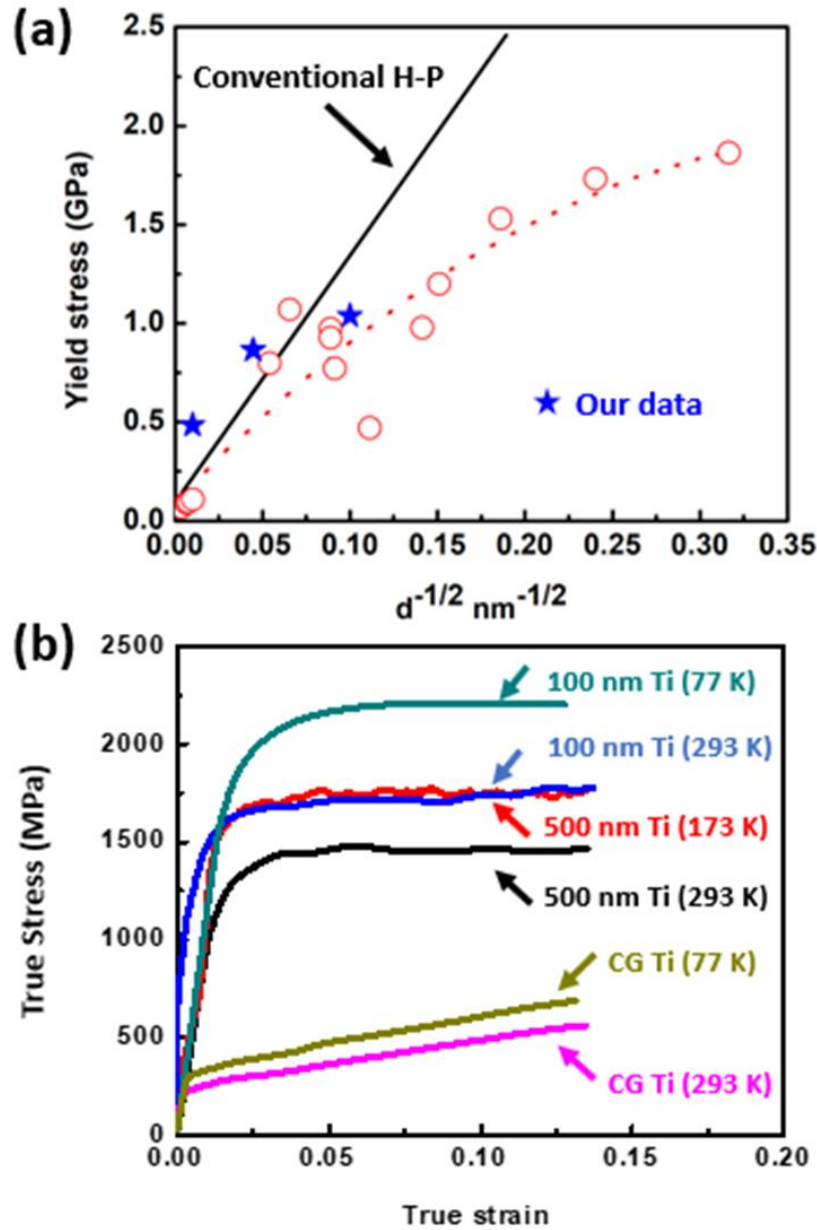 (a)
2.5
2.0
1.5
1.0
0.5
0.0
Yield stress (GPa)
Conventional H-P
Our data
0.00 0.05 0.10 0.15 0.20 0.25 0.30 0.35
d-1/2 nm-1/2
(b)
2500
2000
1500
1000
500
0
True Stress (MPa)
100 nm Ti (77 K)
100 nm Ti (293 K)
500 nm Ti (173 K)
500 nm Ti (293 K)
CG Ti (77 K)
CG Ti (293 K)
0.00 0.05 0.10 0.15 0.20
True strain